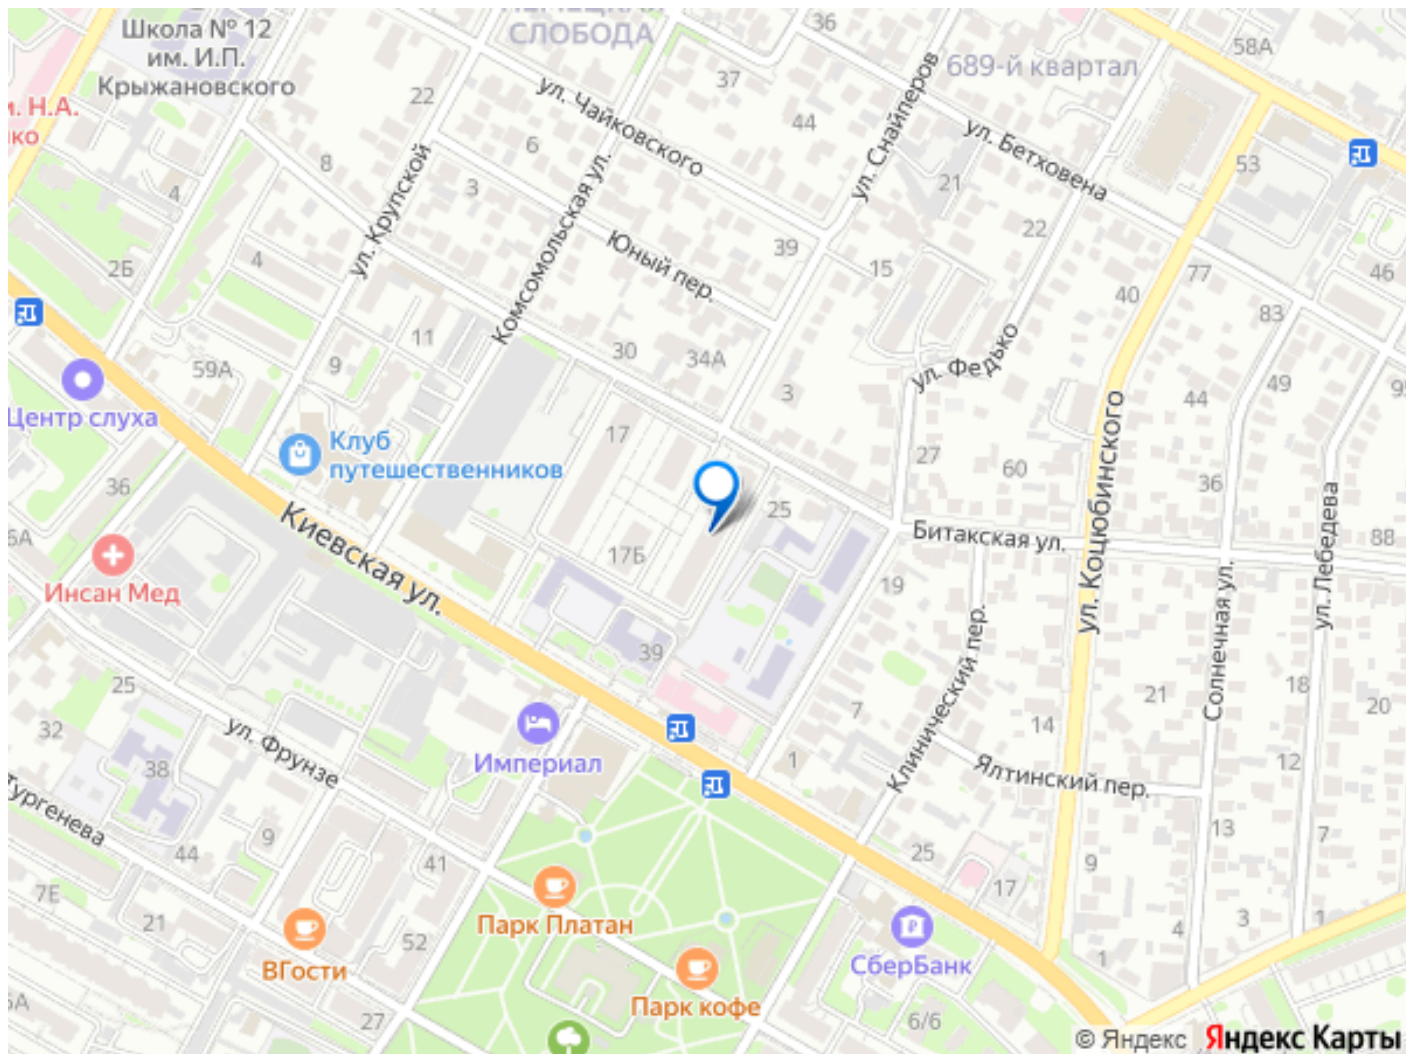 Школа № 12
им. И.П.
Крыжановского
СЛОБОДА
36
58А
689-й квартал
37
22
ул. Чайковского
44
ул. Снайперов
ул. Бетховена
53
и. Н.А.
ко
6
8
4
3
ул. Крупской
Комсомольская ул.
Юный пер.
21
22
39
15
77
46
2Б
4
40
83
11
30
34А
9
59А
ул. Федько
3
44
49
Центр слуха
Клуб
путешественников
17
27
60
36
36
ул. Коцюбинского
25
Киевская ул.
17Б
Битакская ул.
88
Инсан Мед
19
Солнечная ул.
ул. Лебедева
39
Клинический пер.
25
21
18
20
7
14
32
ул. Фрунзе
38
Империал
1
Ялтинский пер.
12
Тургенева
9
13
7
44
41
25
9
7Е
17
21
Парк Платан
52
3
1
4
ВГости
СберБанк
1
Парк кофе
27
6/6
© Яндекс Яндекс Карты